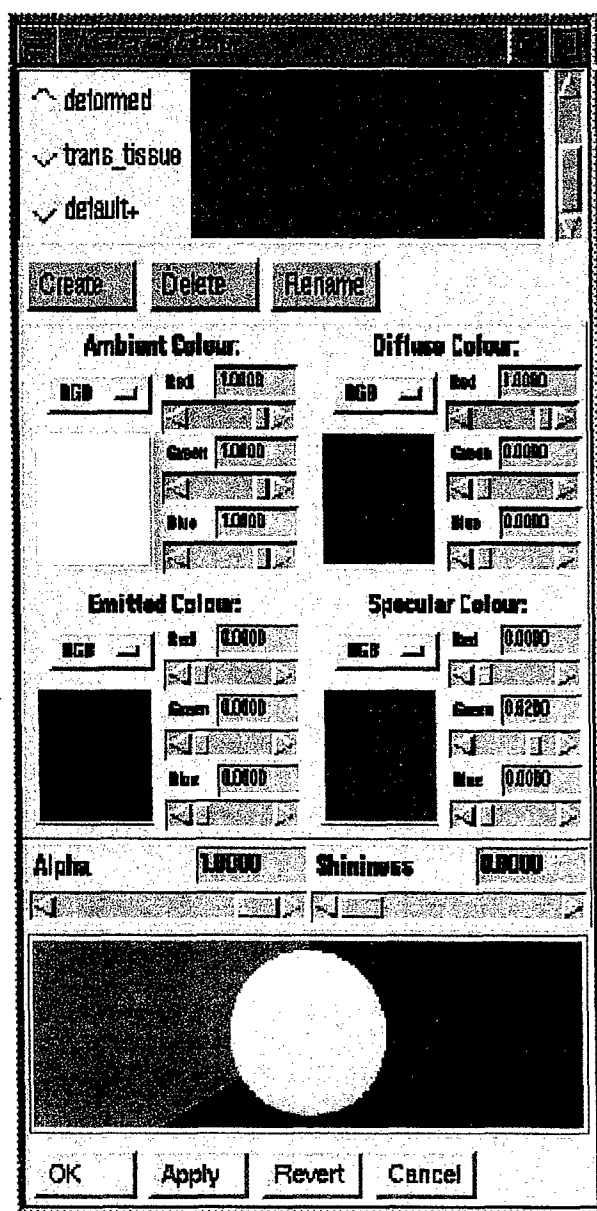 deformed
trans_tissue
default+
Create Delete Rename
Ambient Colour: Diffuse Colour:
RGB Red 1.0000 RGB Red 1.0000
Green 1.0000 Green 0.0000
Blue 1.0000 Blue 0.0000
Emitted Colour: Specular Colour:
RGB Red 0.0000 RGB Red 0.0000
Green 0.0000 Green 0.8200
Blue 0.0000 Blue 0.0000
Alpha 1.0000 Shininess 0.0000
OK Apply Revert Cancel